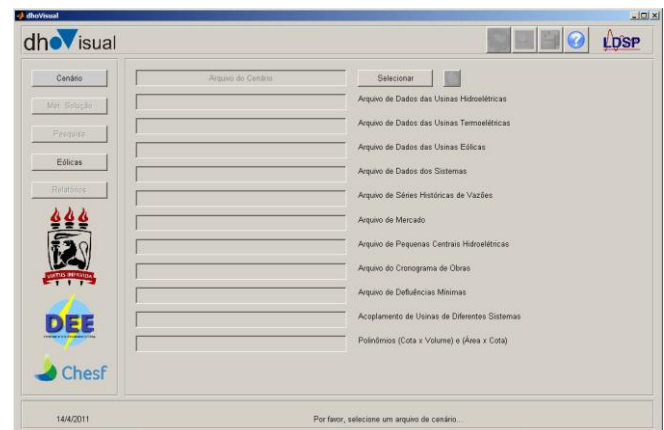 dhoVisual
dhoVisual
LDSP
Cenário
Arquivo do Cenário
Selecionar
Met. Solução
Arquivo de Dados das Usinas Hidroelétricas
Arquivo de Dados das Usinas Termoelétricas
Pesquisa
Arquivo de Dados das Usinas Eólicas
Eólicas
Arquivo de Dados dos Sistemas
Relatórios
Arquivo de Séries Históricas de Vazões
Arquivo de Mercado
Arquivo de Pequenas Centrais Hidroelétricas
Arquivo do Cronograma de Obras
VIRTUS IMPAVIDA
Arquivo de Defluências Mínimas
DEE
Acoplamento de Usinas de Diferentes Sistemas
Polinômios (Cota x Volume) e (Área x Cota)
Chesf
14/4/2011
Por favor, selecione um arquivo de cenário...